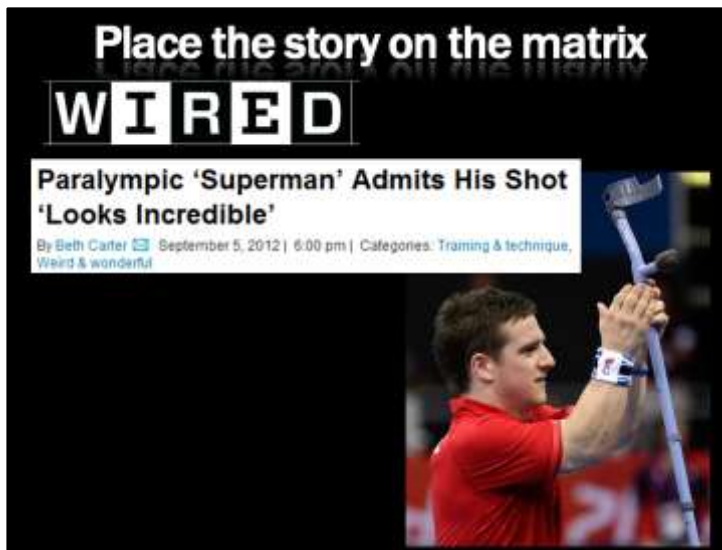 Place the story on the matrix
WIRED
Paralympic ‘Superman’ Admits His Shot
‘Looks Incredible’
By Beth Carter September 5, 2012 | 6:00 pm | Categories: Training & technique,
Weird & wonderful